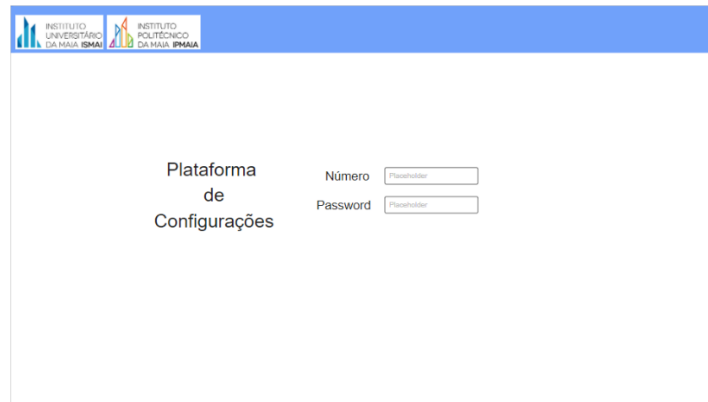 INSTITUTO
UNIVERSITÁRIO
DA MAIA ISMAI
INSTITUTO
POLITÉCNICO
DA MAIA IPMAIA
Plataforma
de
Configurações
Número Placeholder
Password Placeholder